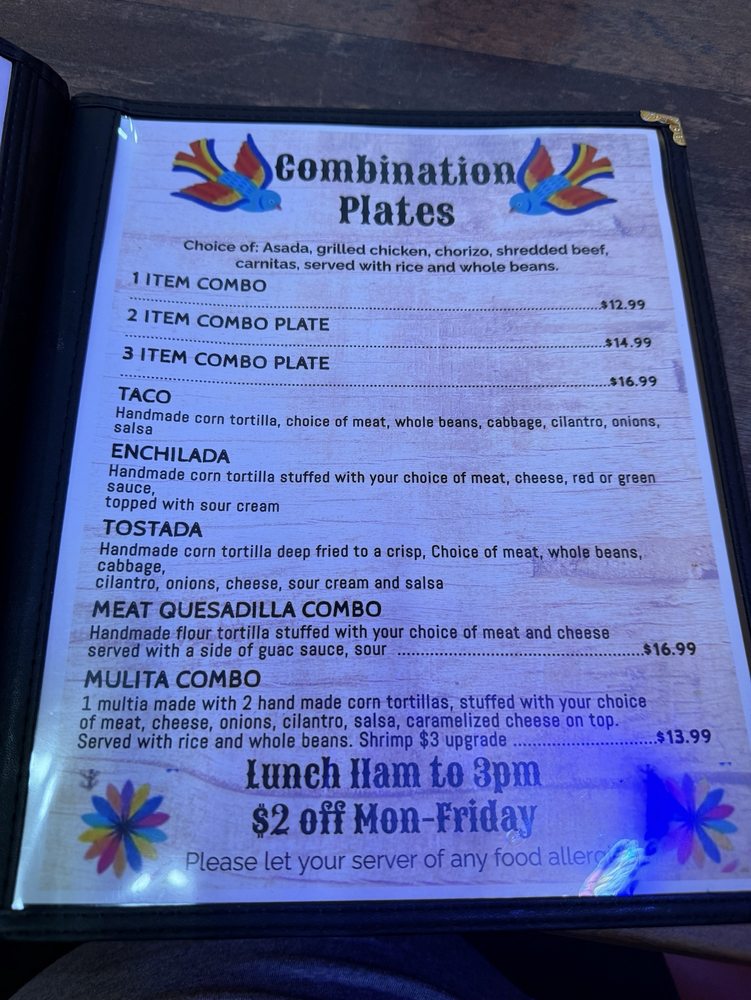 Combination
Plates
Choice of: Asada, grilled chicken, chorizo, shredded beef,
carnitas, served with rice and whole beans.
1 ITEM COMBO
........$12.99
2 ITEM COMBO PLATE
........$14.99
3 ITEM COMBO PLATE
........$16.99
TACO
Handmade corn tortilla, choice of meat, whole beans, cabbage, cilantro, onions,
salsa
ENCHILADA
Handmade corn tortilla stuffed with your choice of meat, cheese, red or green
sauce,
topped with sour cream
TOSTADA
Handmade corn tortilla deep fried to a crisp, Choice of meat, whole beans,
cabbage,
cilantro, onions, cheese, sour cream and salsa
MEAT QUESADILLA COMBO
Handmade flour tortilla stuffed with your choice of meat and cheese
served with a side of guac sauce, sour ........$16.99
MULITA COMBO
1 multia made with 2 hand made corn tortillas, stuffed with your choice
of meat, cheese, onions, cilantro, salsa, caramelized cheese on top.
Served with rice and whole beans. Shrimp $3 upgrade ........$13.99
Lunch 11am to 3pm
$2 off Mon-Friday
Please let your server of any food